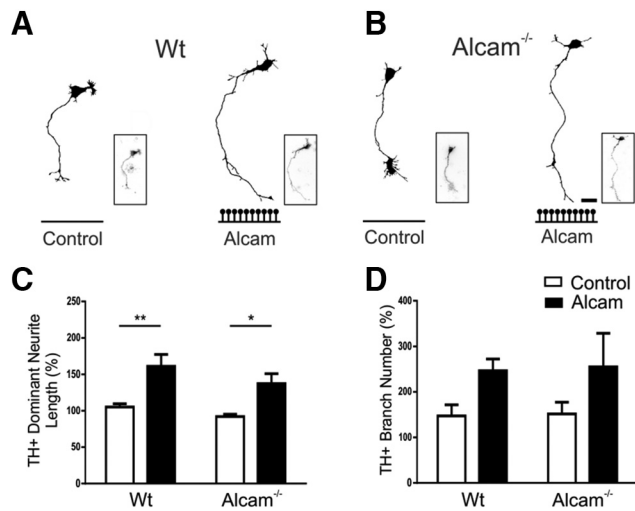 A
Wt
Control
Alcam
B
Alcam-/-
Control
Alcam
C
TH+ Dominant Neurite
Length (%)
250
200
150
100
50
0
**
*
Wt
Alcam-/-
D
Control
Alcam
TH+ Branch Number (%)
400
300
200
100
0
Wt
Alcam-/-